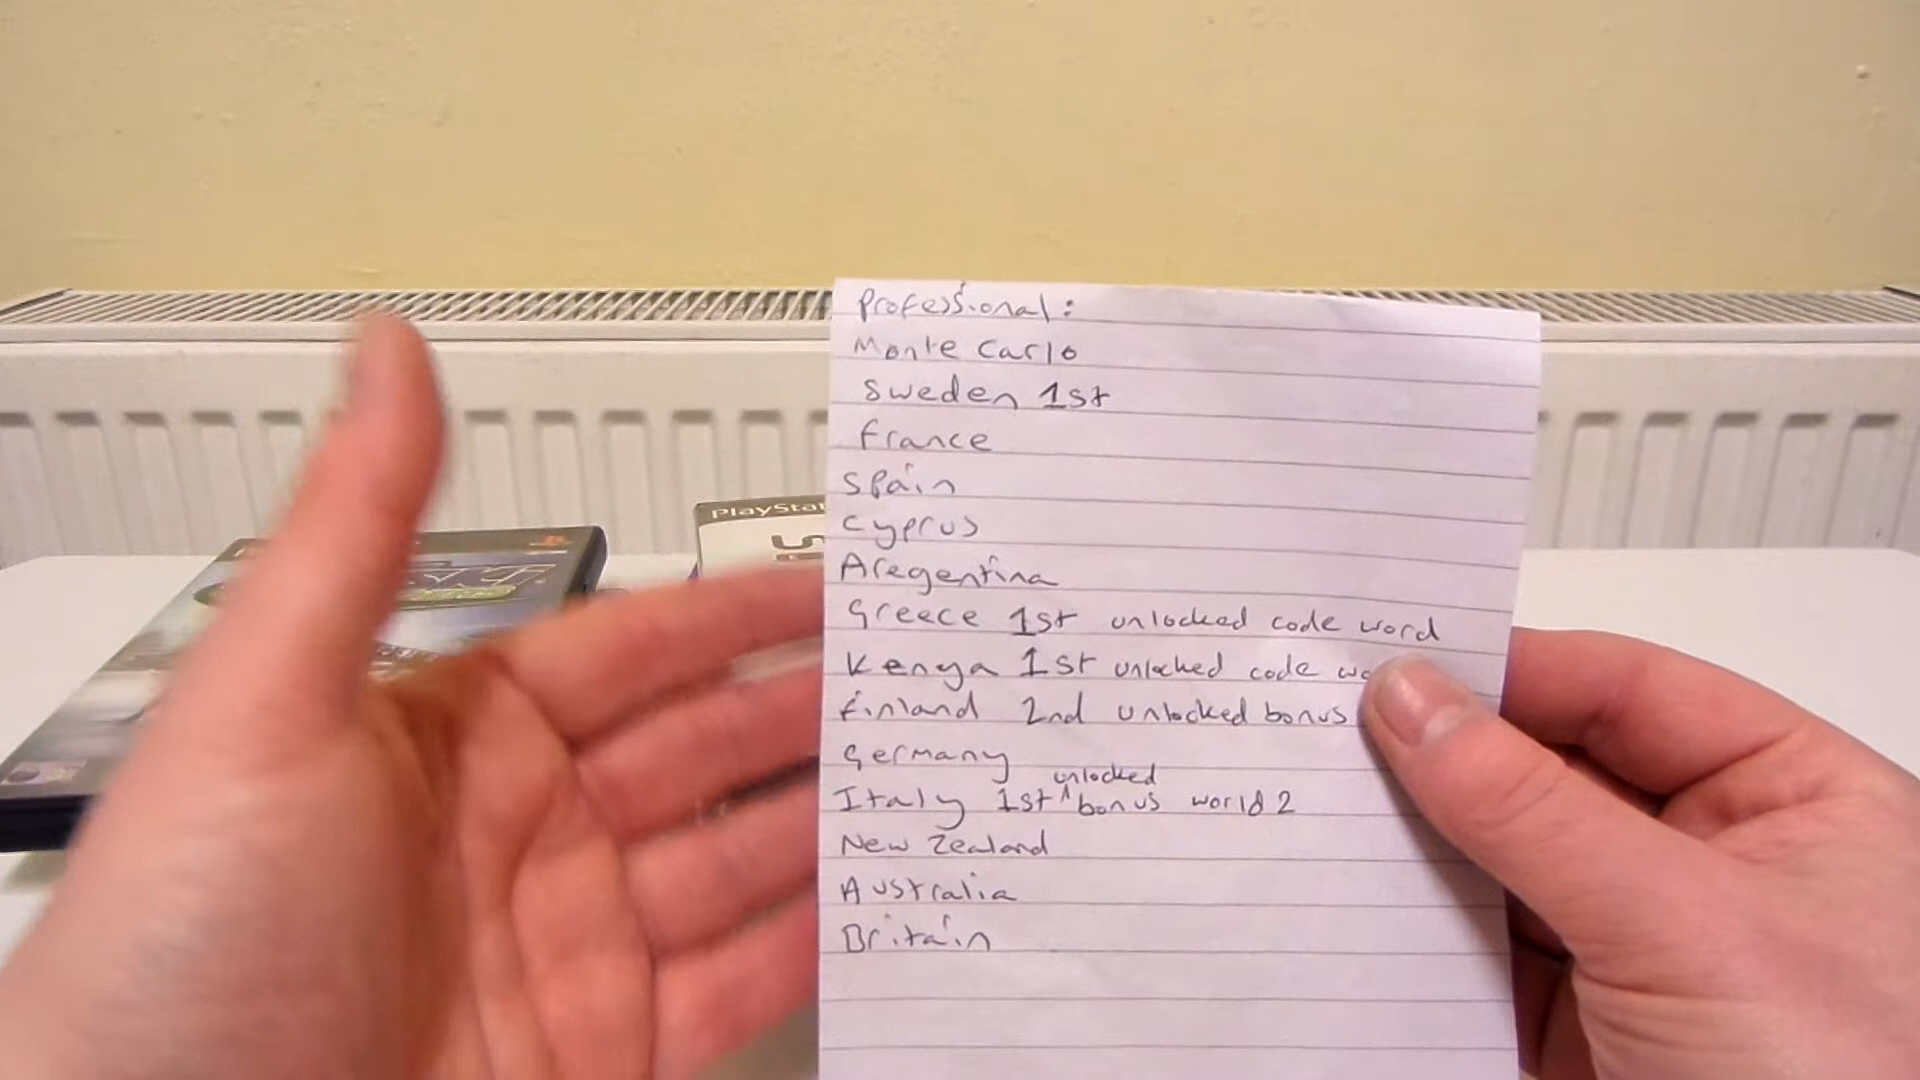 Professional:
Monte Carlo
Sweden 1st
France
Spain
Cyprus
Aregentina
Greece 1st unlocked code word
Kenya 1st unlocked code
Finland 2nd unlocked bonus
Germany
unlocked
Italy 1st ^ bonus world 2
New Zealand
Australia
Britain